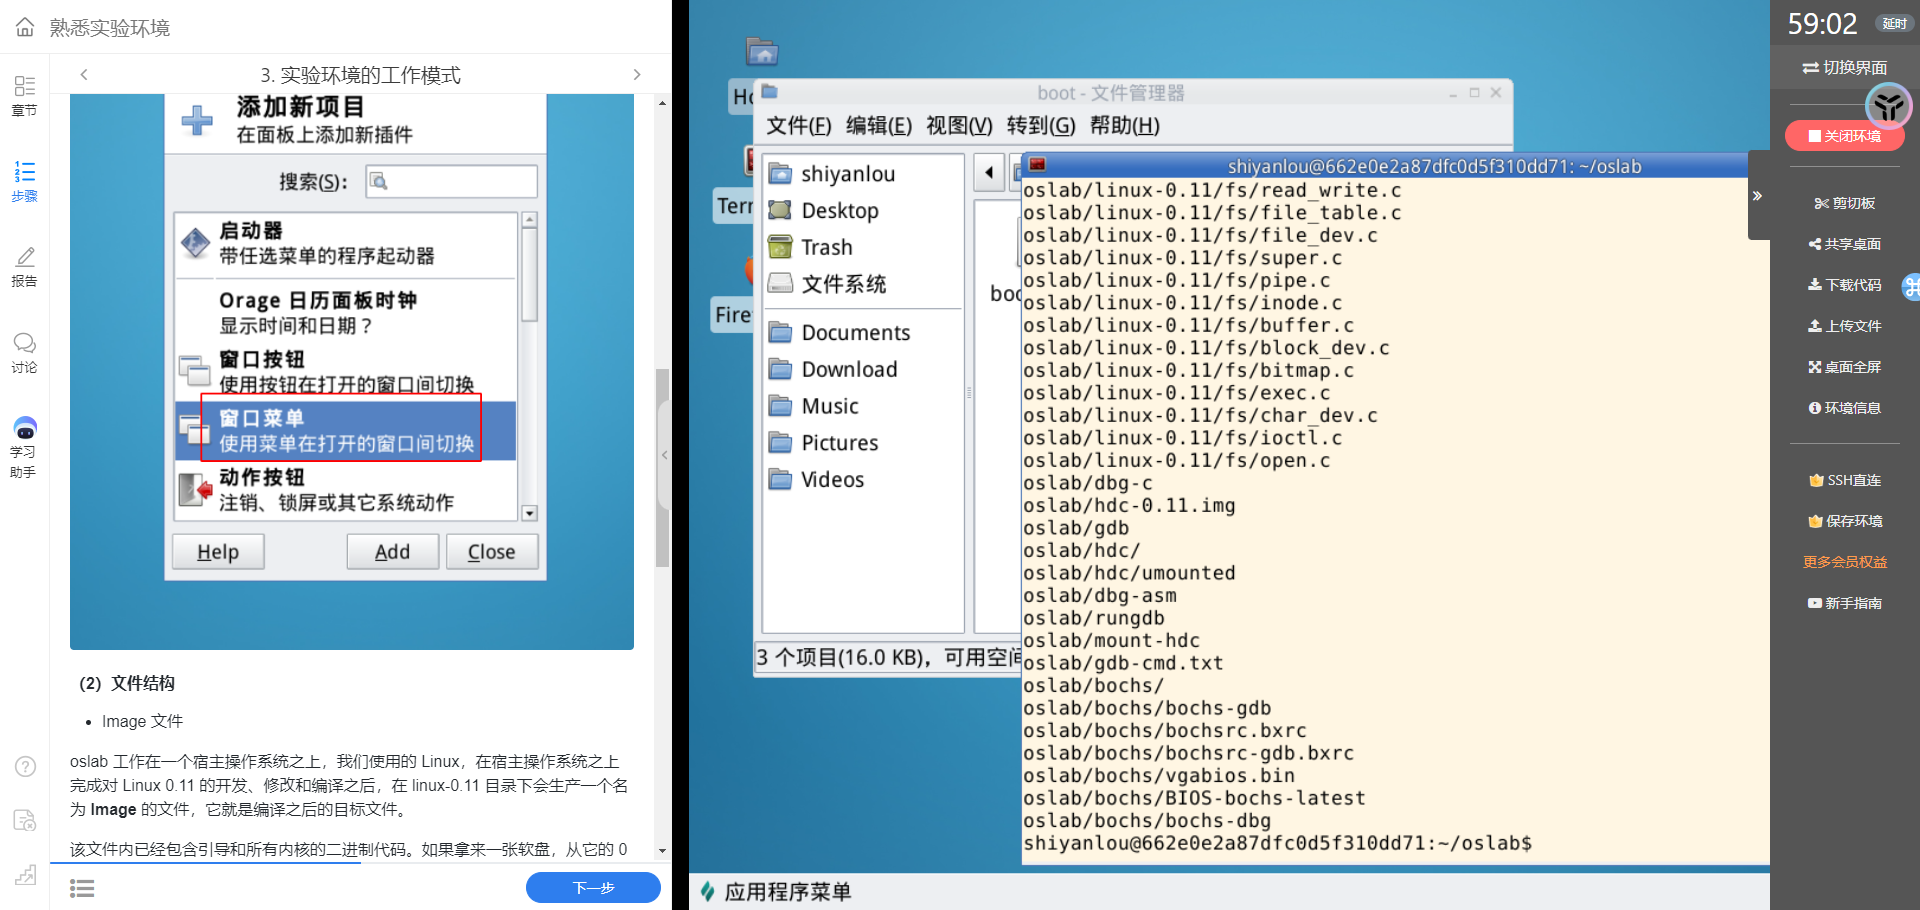 熟悉实验环境
章节
步骤
报告
讨论
学习
助手
3. 实验环境的工作模式
添加新项目
在面板上添加新插件
搜索(S):
启动器
带任选菜单的程序起动器
Orage 日历面板时钟
显示时间和日期？
窗口按钮
使用按钮在打开的窗口间切换
窗口菜单
使用菜单在打开的窗口间切换
动作按钮
注销、锁屏或其它系统动作
Help
Add
Close
（2）文件结构
• Image 文件
oslab 工作在一个宿主操作系统之上，我们使用的 Linux，在宿主操作系统之上
完成对 Linux 0.11 的开发、修改和编译之后，在 linux-0.11 目录下会生产一个名
为 Image 的文件，它就是编译之后的目标文件。
该文件内已经包含引导和所有内核的二进制代码。如果拿来一张软盘，从它的 0
下一步
Ho
Term
Firef
boot - 文件管理器
文件(F) 编辑(E) 视图(V) 转到(G) 帮助(H)
shiyanlou
Desktop
Trash
文件系统
Documents
Download
Music
Pictures
Videos
boo
3 个项目(16.0 KB)，可用空间
shiyanlou@662e0e2a87dfc0d5f310dd71: ~/oslab
oslab/linux-0.11/fs/read_write.c
oslab/linux-0.11/fs/file_table.c
oslab/linux-0.11/fs/file_dev.c
oslab/linux-0.11/fs/super.c
oslab/linux-0.11/fs/pipe.c
oslab/linux-0.11/fs/inode.c
oslab/linux-0.11/fs/buffer.c
oslab/linux-0.11/fs/block_dev.c
oslab/linux-0.11/fs/bitmap.c
oslab/linux-0.11/fs/exec.c
oslab/linux-0.11/fs/char_dev.c
oslab/linux-0.11/fs/ioctl.c
oslab/linux-0.11/fs/open.c
oslab/dbg-c
oslab/hdc-0.11.img
oslab/gdb
oslab/hdc/
oslab/hdc/umounted
oslab/dbg-asm
oslab/rungdb
oslab/mount-hdc
oslab/gdb-cmd.txt
oslab/bochs/
oslab/bochs/bochs-gdb
oslab/bochs/bochsrc.bxrc
oslab/bochs/bochsrc-gdb.bxrc
oslab/bochs/vgabios.bin
oslab/bochs/BIOS-bochs-latest
oslab/bochs/bochs-dbg
shiyanlou@662e0e2a87dfc0d5f310dd71:~/oslab$
应用程序菜单
59:02 延时
切换界面
关闭环境
剪切板
共享桌面
下载代码
上传文件
桌面全屏
环境信息
SSH直连
保存环境
更多会员权益
新手指南